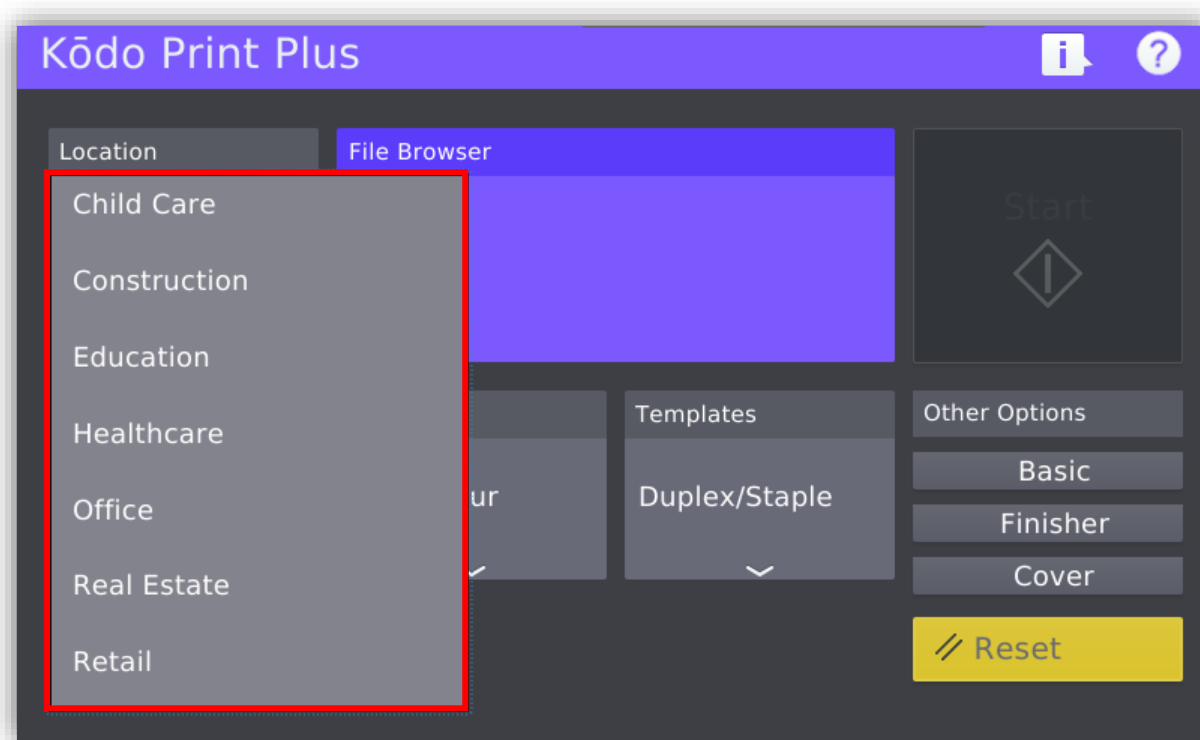 Kōdo Print Plus
i
?
Location
File Browser
Child Care
Construction
Education
Healthcare
Office
Real Estate
Retail
Start
ur
Templates
Duplex/Staple
Other Options
Basic
Finisher
Cover
Reset